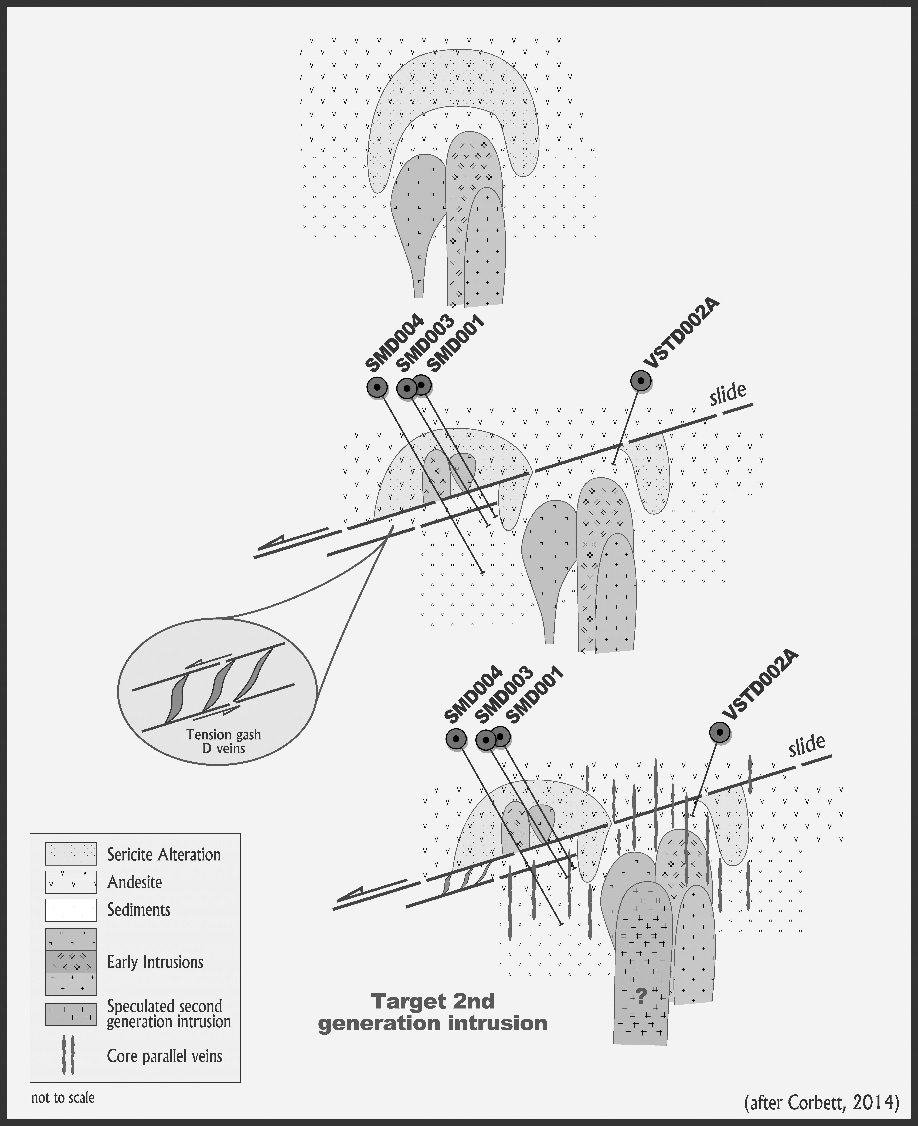 SMD004
SMD003
SMD001
VSTD002A
slide
Tension gash
D veins
SMD004
SMD003
SMD001
VSTD002A
slide
?
Target 2nd
generation intrusion
Sericite Alteration
Andesite
Sediments
Early Intrusions
Speculated second
generation intrusion
Core parallel veins
not to scale
(after Corbett, 2014)